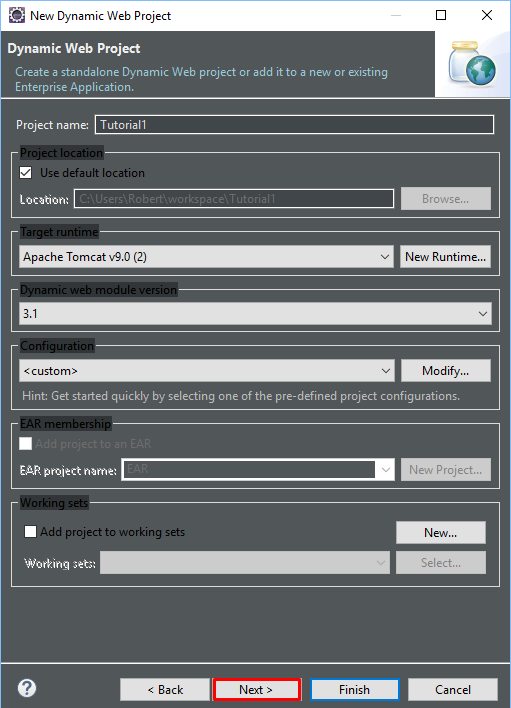 New Dynamic Web Project
Dynamic Web Project
Create a standalone Dynamic Web project or add it to a new or existing
Enterprise Application.
Project name: Tutorial1
Project location
Use default location
Location: C:\Users\Robert\workspace\Tutorial1 Browse...
Target runtime
Apache Tomcat v9.0 (2) New Runtime...
Dynamic web module version
3.1
Configuration
<custom> Modify...
Hint: Get started quickly by selecting one of the pre-defined project configurations.
EAR membership
Add project to an EAR
EAR project name: EAR New Project...
Working sets
Add project to working sets New...
Working sets: Select...
? < Back Next > Finish Cancel